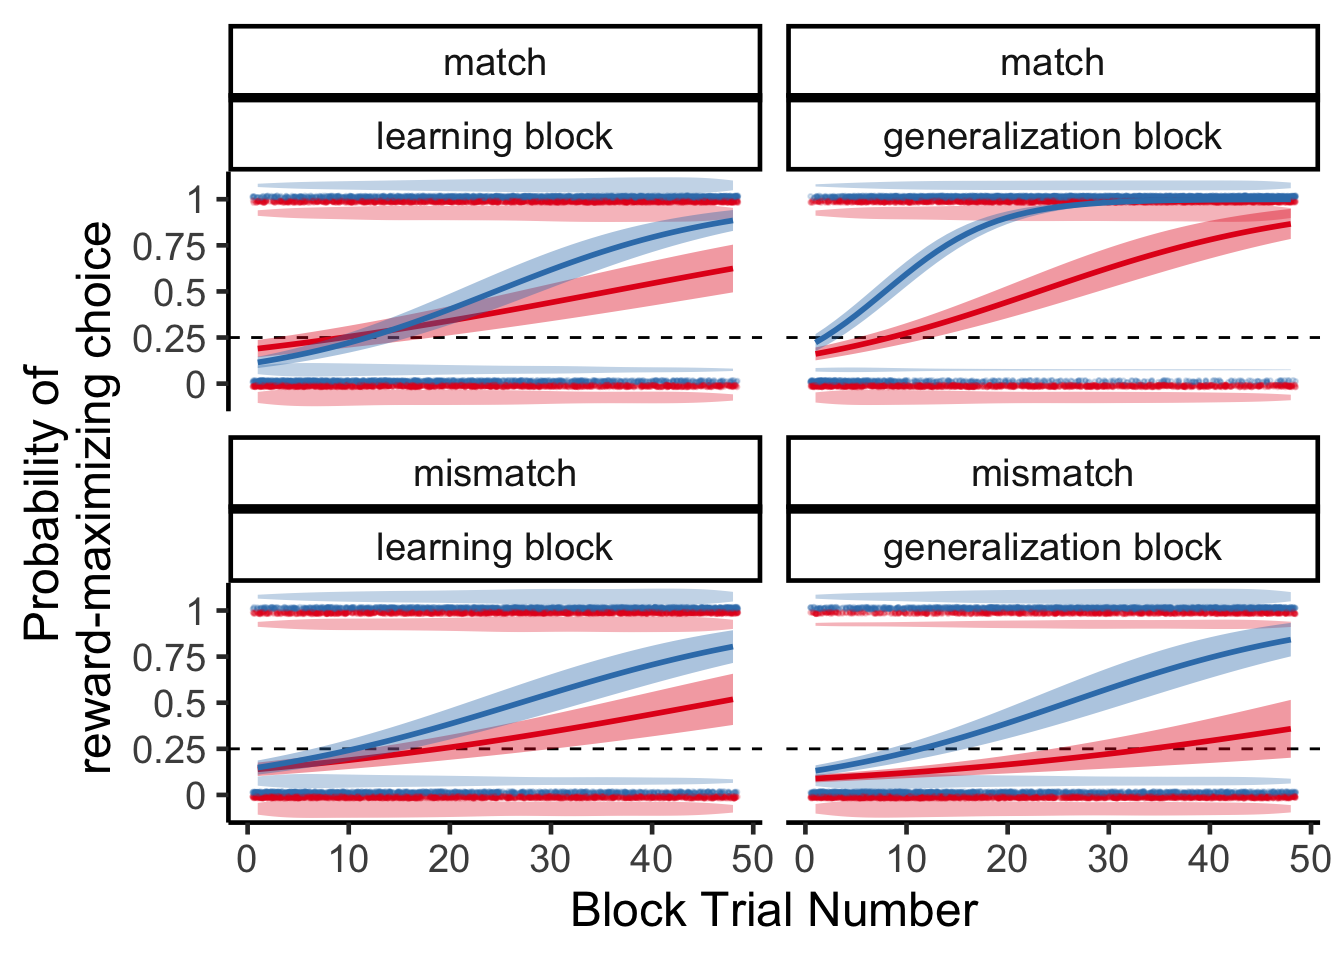 match
match
learning block
generalization block
1
0.75
0.5
0.25
0
mismatch
mismatch
learning block
generalization block
1
0.75
0.5
0.25
0
0 10 20 30 40 50
0 10 20 30 40 50
Block Trial Number
Probability of
reward-maximizing choice